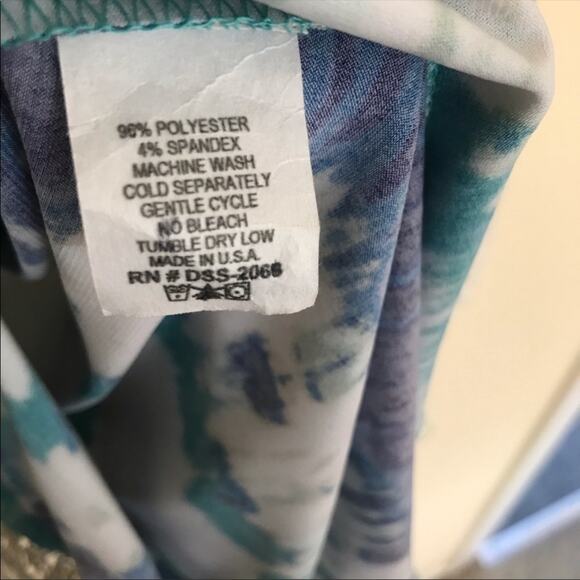 96% POLYESTER
4% SPANDEX
MACHINE WASH
COLD SEPARATELY
GENTLE CYCLE
NO BLEACH
TUMBLE DRY LOW
MADE IN U.S.A.
RN # DSS-2066